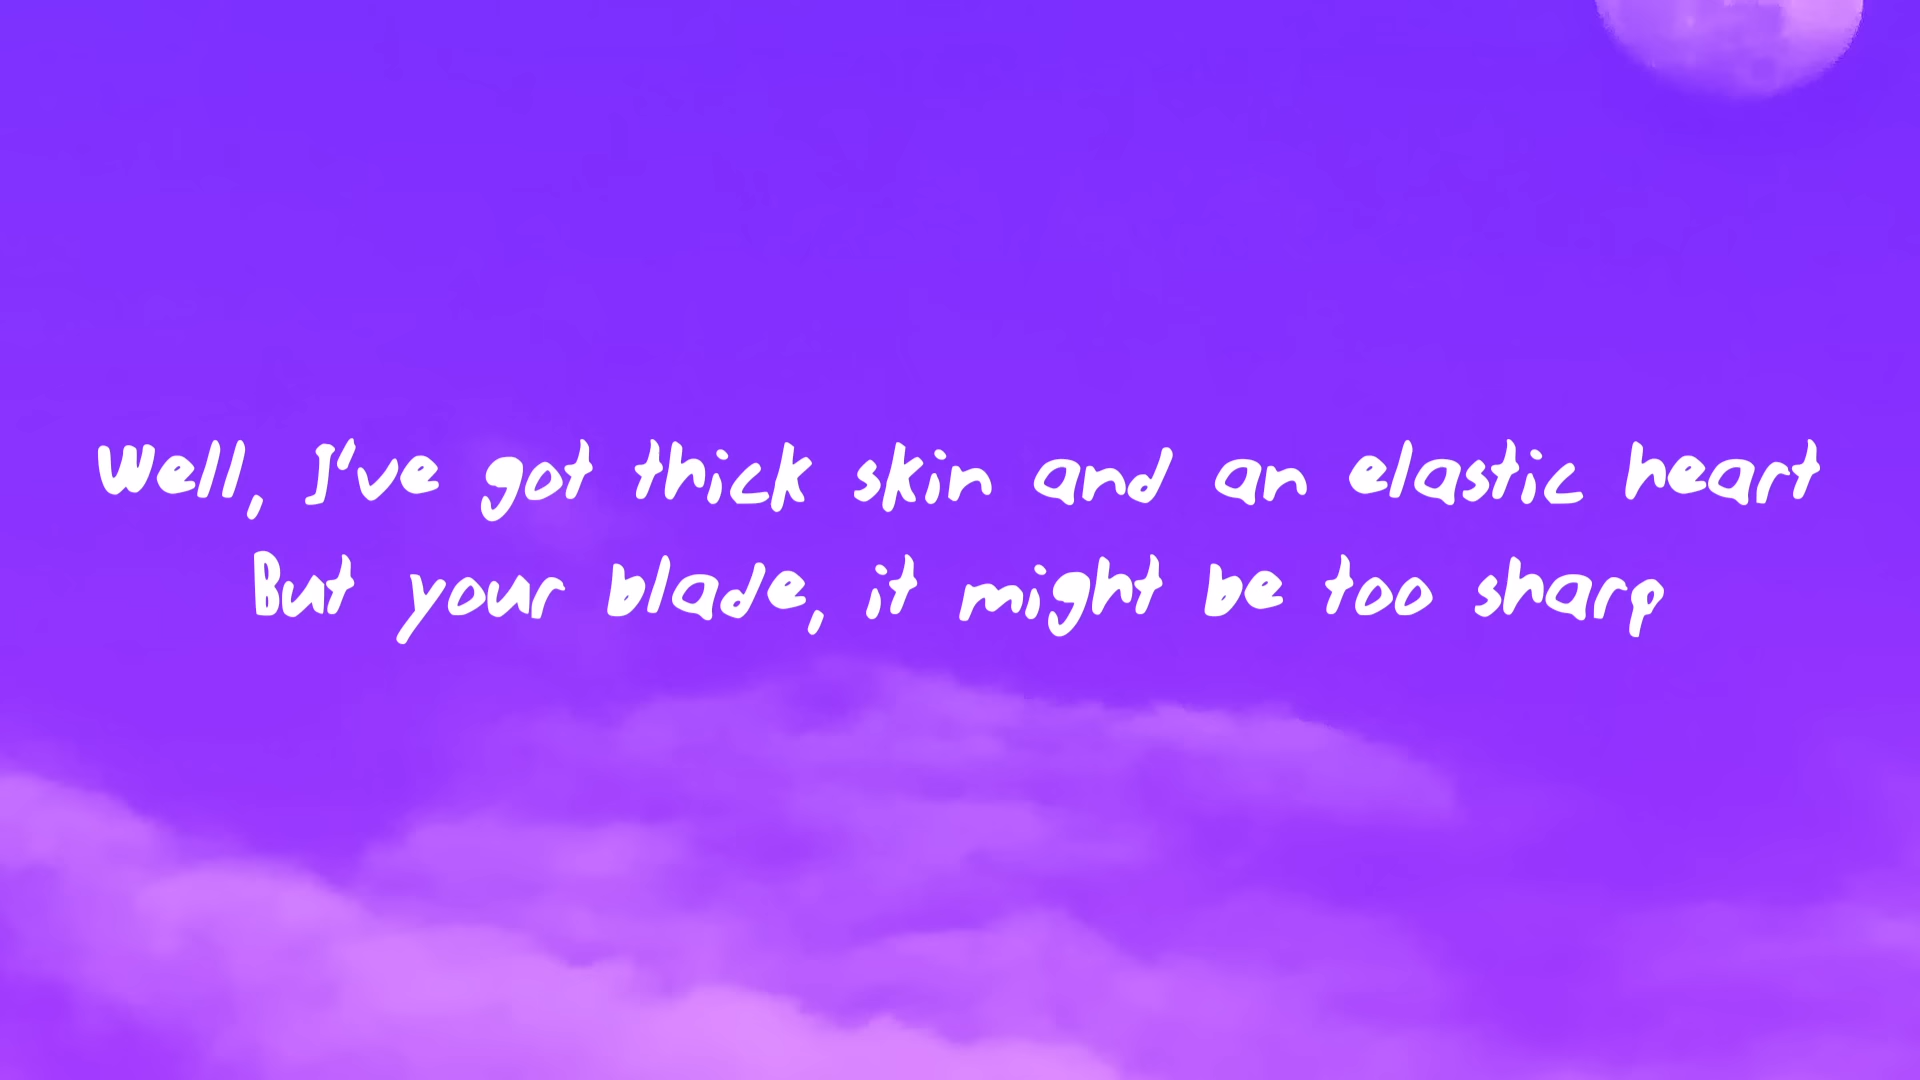 Well, I've got thick skin and an elastic heart
But your blade, it might be too sharp